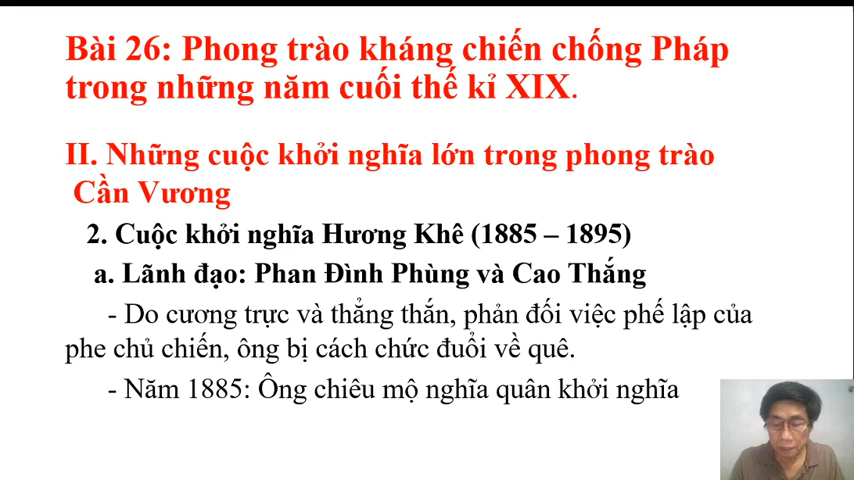 Bài 26: Phong trào kháng chiến chống Pháp
trong những năm cuối thế kỉ XIX.
II. Những cuộc khởi nghĩa lớn trong phong trào
Cần Vương
2. Cuộc khởi nghĩa Hương Khê (1885 – 1895)
a. Lãnh đạo: Phan Đình Phùng và Cao Thắng
- Do cương trực và thẳng thắn, phản đối việc phế lập của
phe chủ chiến, ông bị cách chức đuổi về quê.
- Năm 1885: Ông chiêu mộ nghĩa quân khởi nghĩa